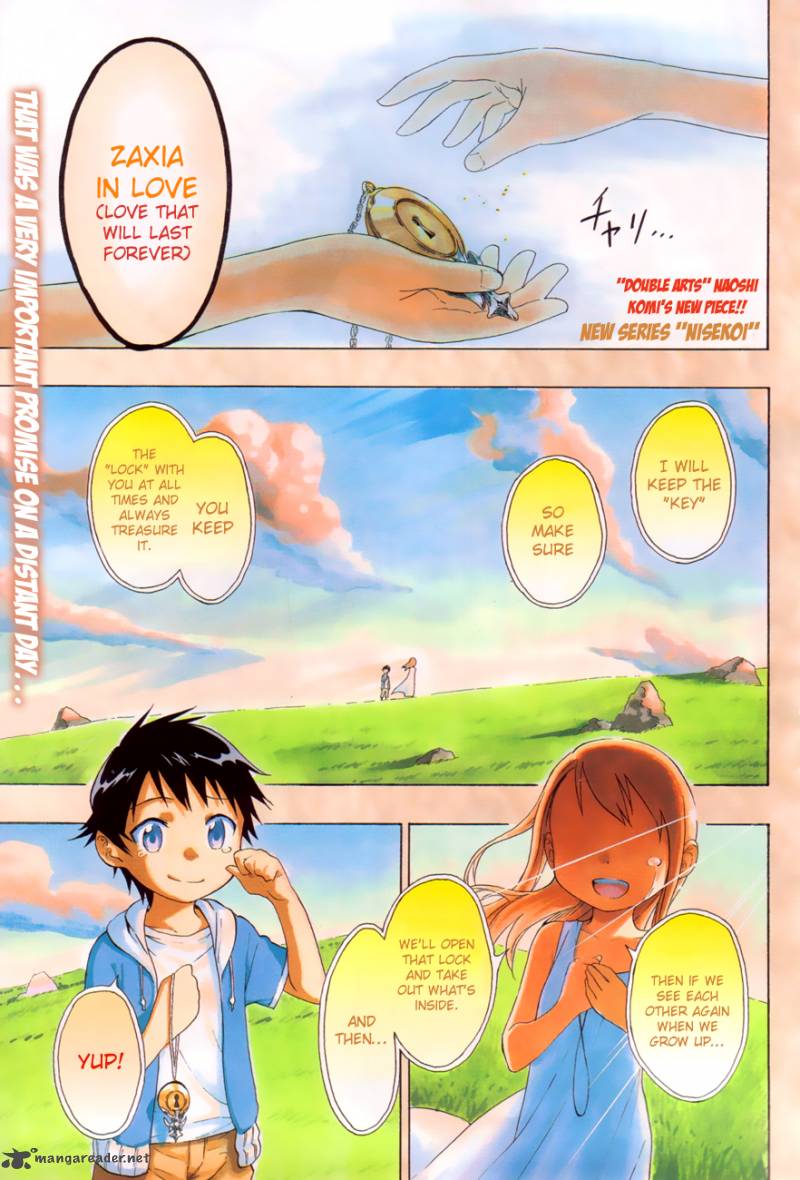 ZAXIA
IN LOVE
(LOVE THAT
WILL LAST
FOREVER)
チャリ...
"DOUBLE ARTS" NAOSHI
KOMI'S NEW PIECE!!
NEW SERIES "NISEKOI"
THAT WAS A VERY IMPORTANT PROMISE ON A DISTANT DAY...
I WILL
KEEP THE
"KEY"
SO
MAKE
SURE
YOU
KEEP
THE
"LOCK" WITH
YOU AT ALL
TIMES AND
ALWAYS
TREASURE
IT.
THEN IF WE
SEE EACH
OTHER AGAIN
WHEN WE
GROW UP...
WE'LL OPEN
THAT LOCK
AND TAKE
OUT WHAT'S
INSIDE.
AND
THEN...
YUP!
mangareader.net